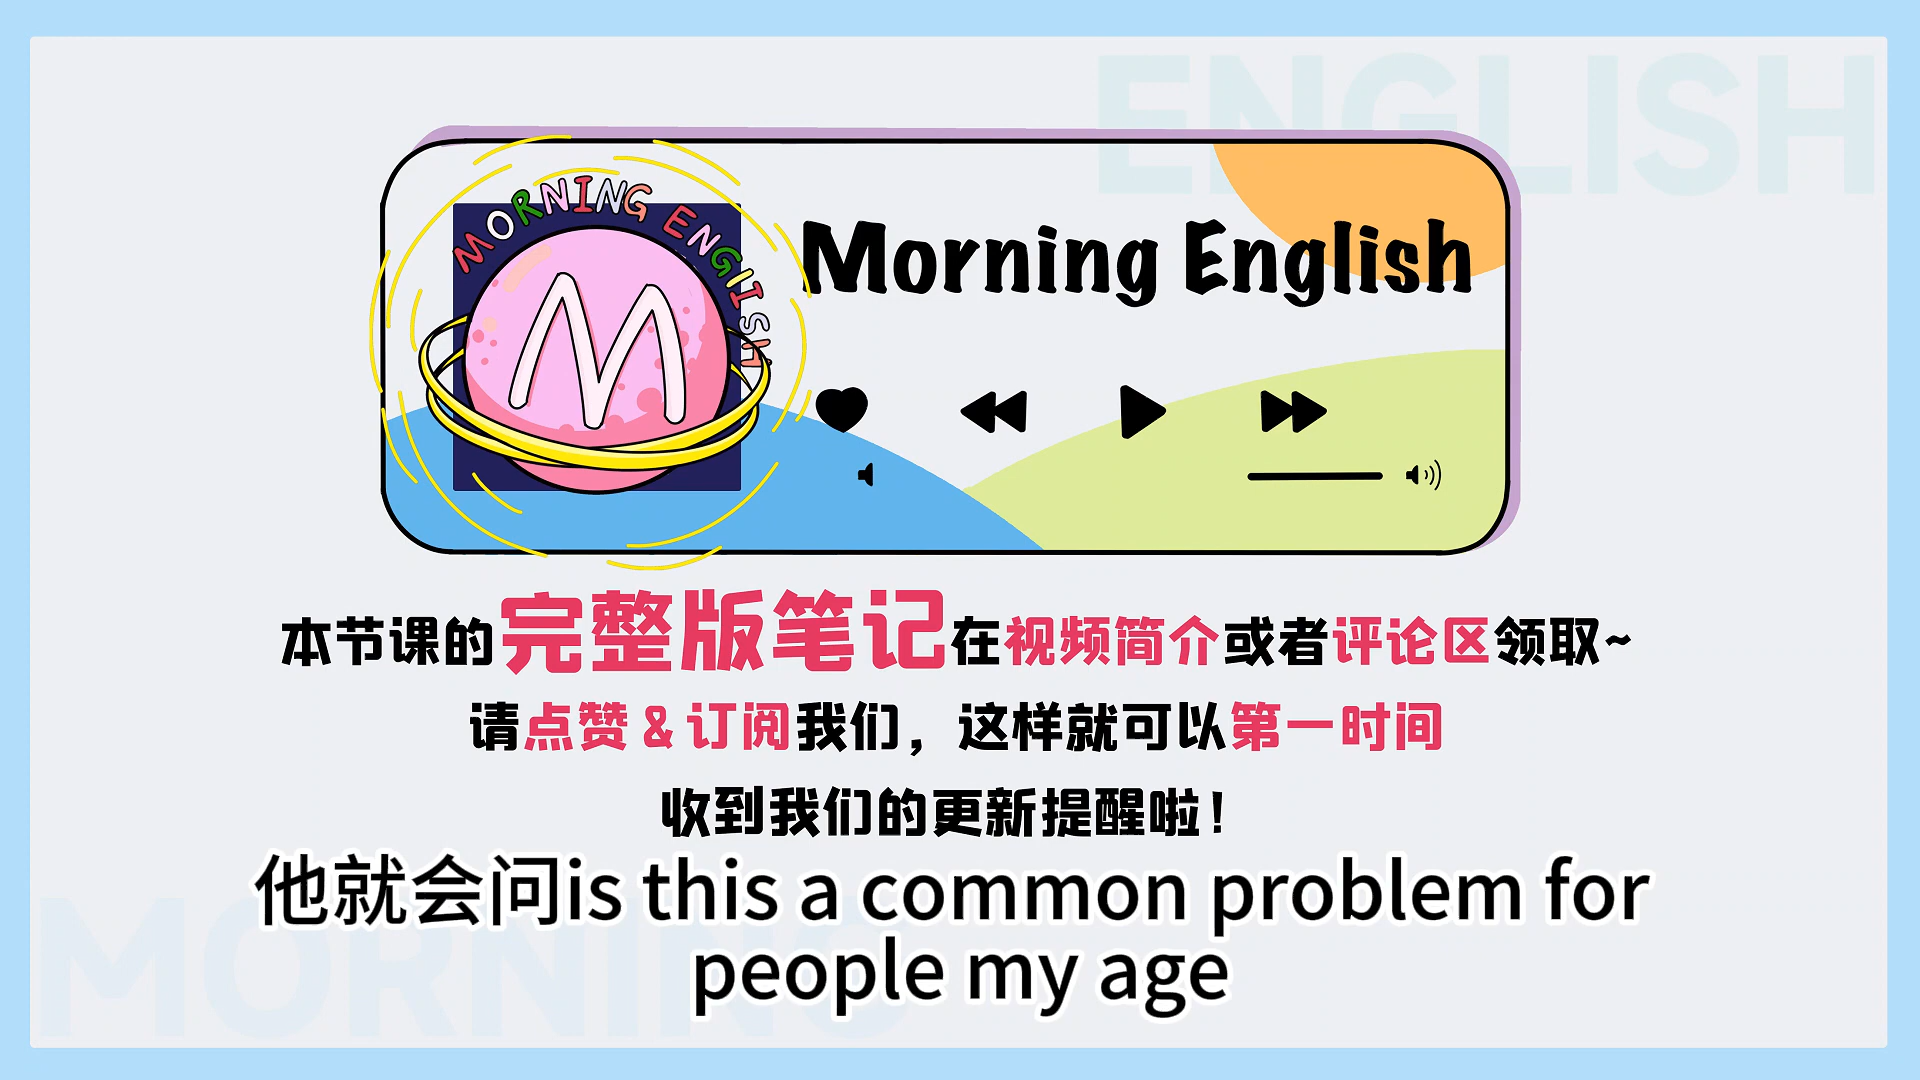 ENGLISH
MORNING ENGLISH
M
Morning English
本节课的完整版笔记在视频简介或者评论区领取~
请点赞&订阅我们，这样就可以第一时间
收到我们的更新提醒啦！
他就会问is this a common problem for
people my age
MORNING